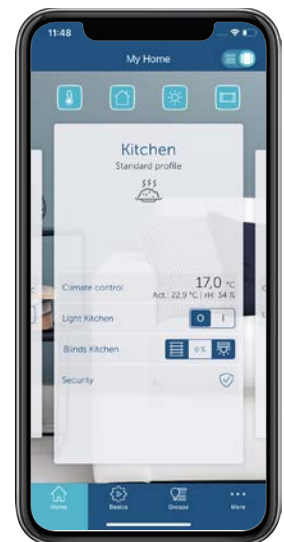 11:48
My Home
Kitchen
Standard profile
Climate control
17,0 °C
Act.: 22,9 °C | rH: 34 %
Light Kitchen
O I
Blinds Kitchen
0 %
Security
Home Basics Groups More